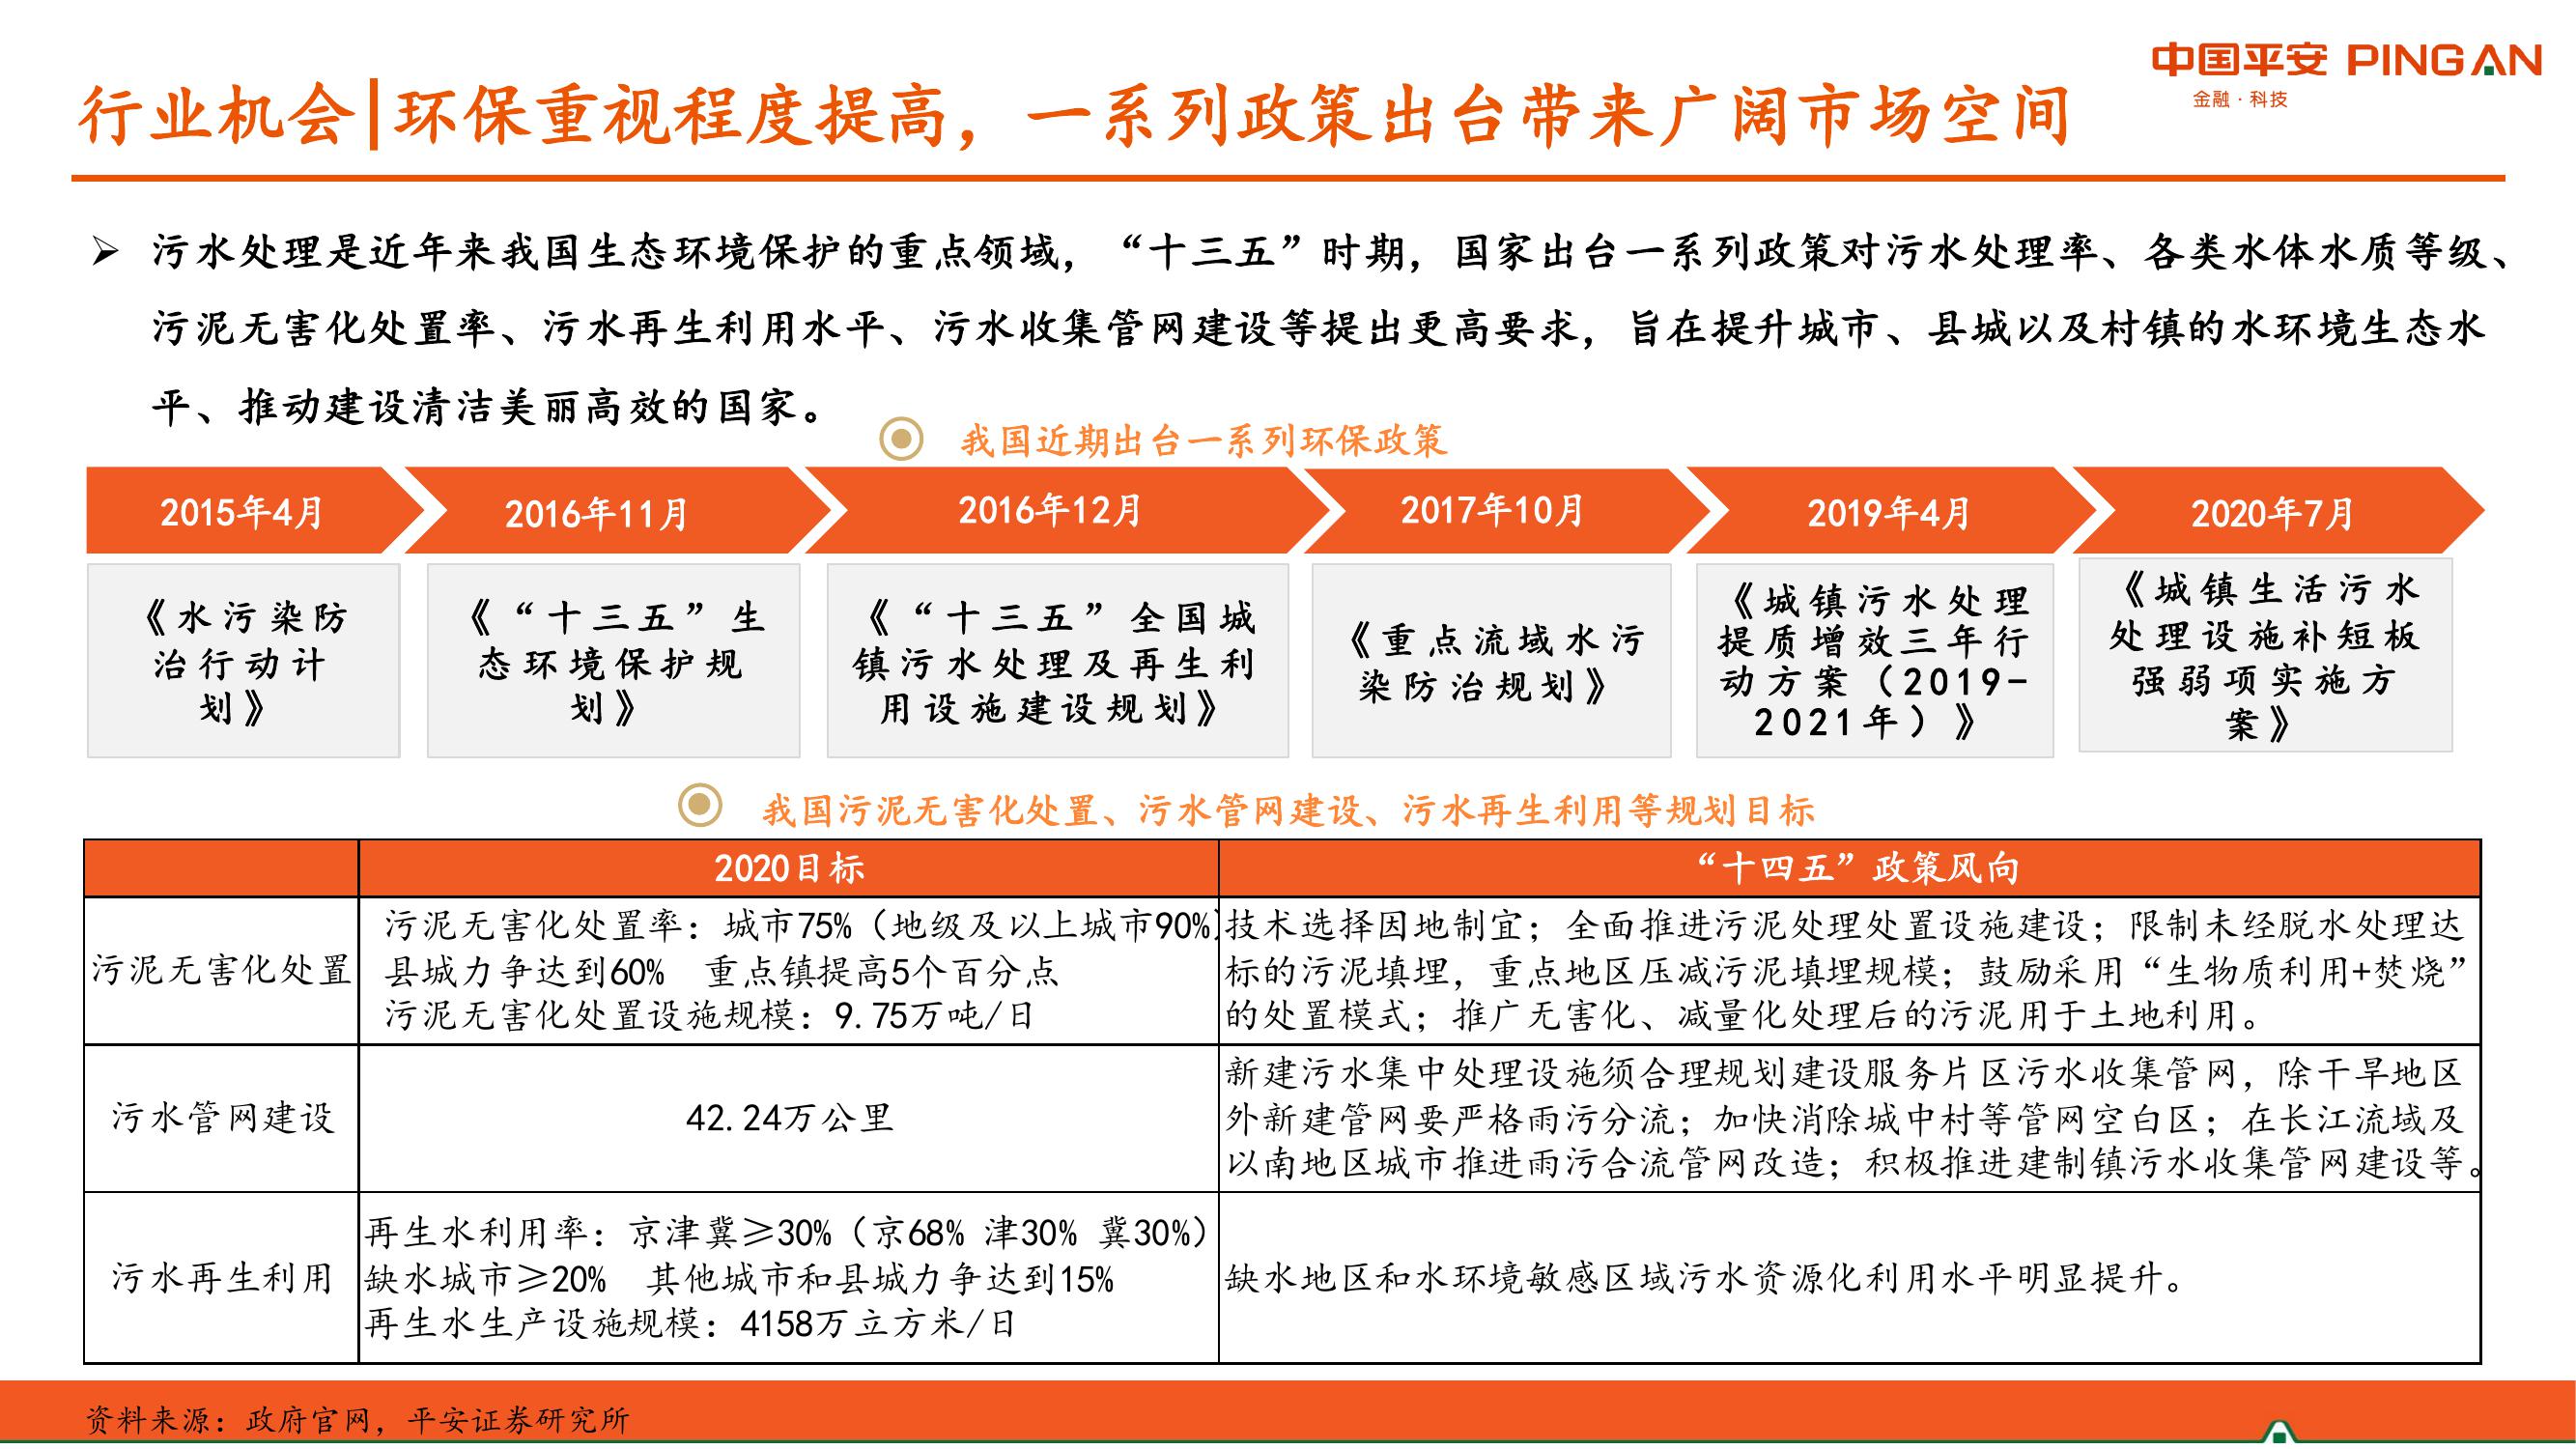 中国平安 PING AN
金融·科技
行业机会|环保重视程度提高，一系列政策出台带来广阔市场空间
➢ 污水处理是近年来我国生态环境保护的重点领域，“十三五”时期，国家出台一系列政策对污水处理率、各类水体水质等级、
污泥无害化处置率、污水再生利用水平、污水收集管网建设等提出更高要求，旨在提升城市、县城以及村镇的水环境生态水
平、推动建设清洁美丽高效的国家。
我国近期出台一系列环保政策
2015年4月
2016年11月
2016年12月
2017年10月
2019年4月
2020年7月
《水污染防
治行动计
划》
《“十三五”生
态环境保护规
划》
《“十三五”全国城
镇污水处理及再生利
用设施建设规划》
《重点流域水污
染防治规划》
《城镇污水处理
提质增效三年行
动方案（2019-
2021年）》
《城镇生活污水
处理设施补短板
强弱项实施方
案》
我国污泥无害化处置、污水管网建设、污水再生利用等规划目标
2020目标
“十四五”政策风向
污泥无害化处置
污泥无害化处置率：城市75%（地级及以上城市90%）
县城力争达到60% 重点镇提高5个百分点
污泥无害化处置设施规模：9.75万吨/日
技术选择因地制宜；全面推进污泥处理处置设施建设；限制未经脱水处理达
标的污泥填埋，重点地区压减污泥填埋规模；鼓励采用“生物质利用+焚烧”
的处置模式；推广无害化、减量化处理后的污泥用于土地利用。
污水管网建设
42.24万公里
新建污水集中处理设施须合理规划建设服务片区污水收集管网，除干旱地区
外新建管网要严格雨污分流；加快消除城中村等管网空白区；在长江流域及
以南地区城市推进雨污合流管网改造；积极推进建制镇污水收集管网建设等。
污水再生利用
再生水利用率：京津冀≥30%（京68% 津30% 冀30%）
缺水城市≥20% 其他城市和县城力争达到15%
再生水生产设施规模：4158万立方米/日
缺水地区和水环境敏感区域污水资源化利用水平明显提升。
资料来源：政府官网，平安证券研究所